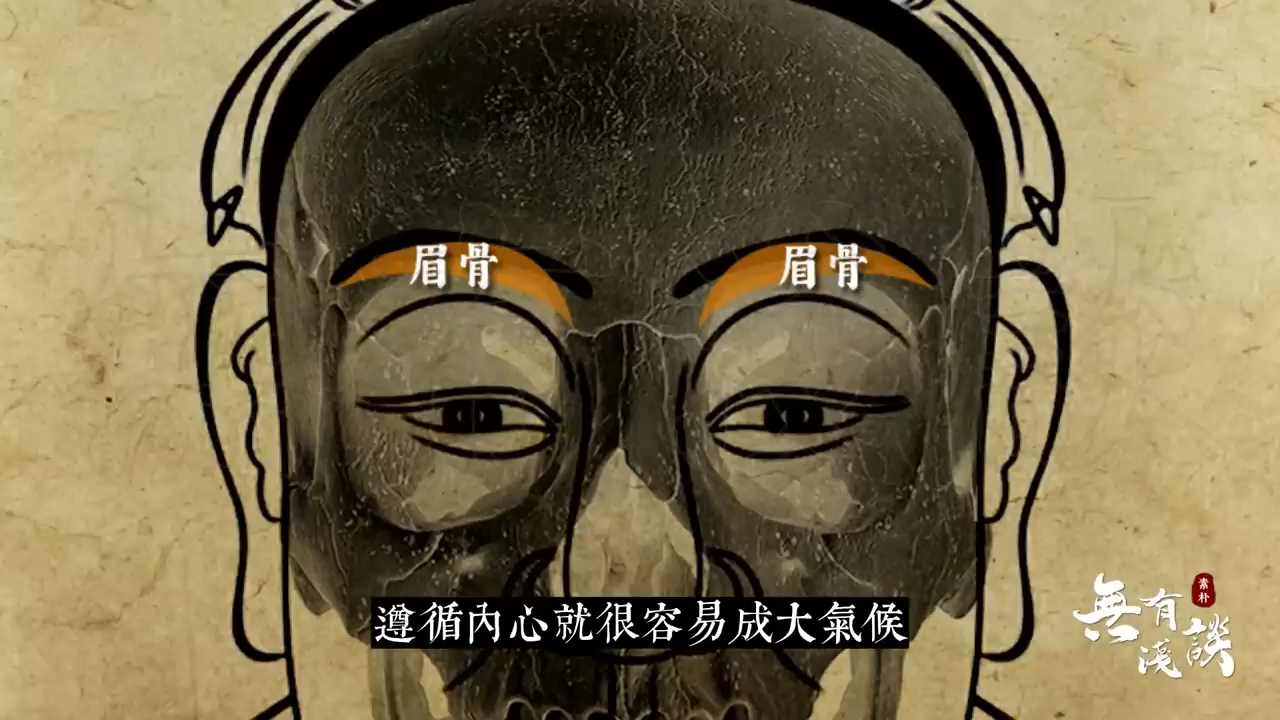 眉骨
眉骨
遵循內心就很容易成大氣候
素朴
無有
淺談